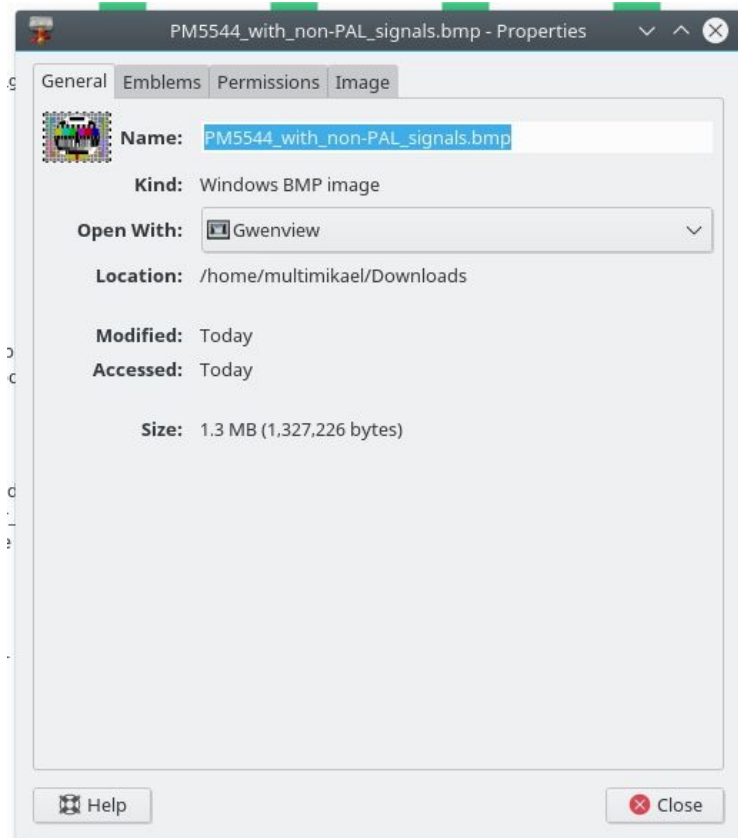 PM5544_with_non-PAL_signals.bmp - Properties
General Emblems Permissions Image
Name: PM5544_with_non-PAL_signals.bmp
Kind: Windows BMP image
Open With: Gwenview
Location: /home/multimikael/Downloads
Modified: Today
Accessed: Today
Size: 1.3 MB (1,327,226 bytes)
Help Close